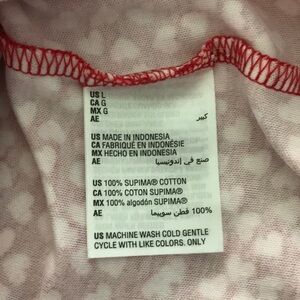 US L
CA G
MX G
AE كبير
US MADE IN INDONESIA
CA FABRIQUÉ EN INDONÉSIE
MX HECHO EN INDONESIA
AE صنع في إندونيسيا
US 100% SUPIMA® COTTON
CA 100% COTON SUPIMA®
MX 100% algodón SUPIMA®
AE 100% قطن سوبيما
US MACHINE WASH COLD GENTLE
CYCLE WITH LIKE COLORS. ONLY